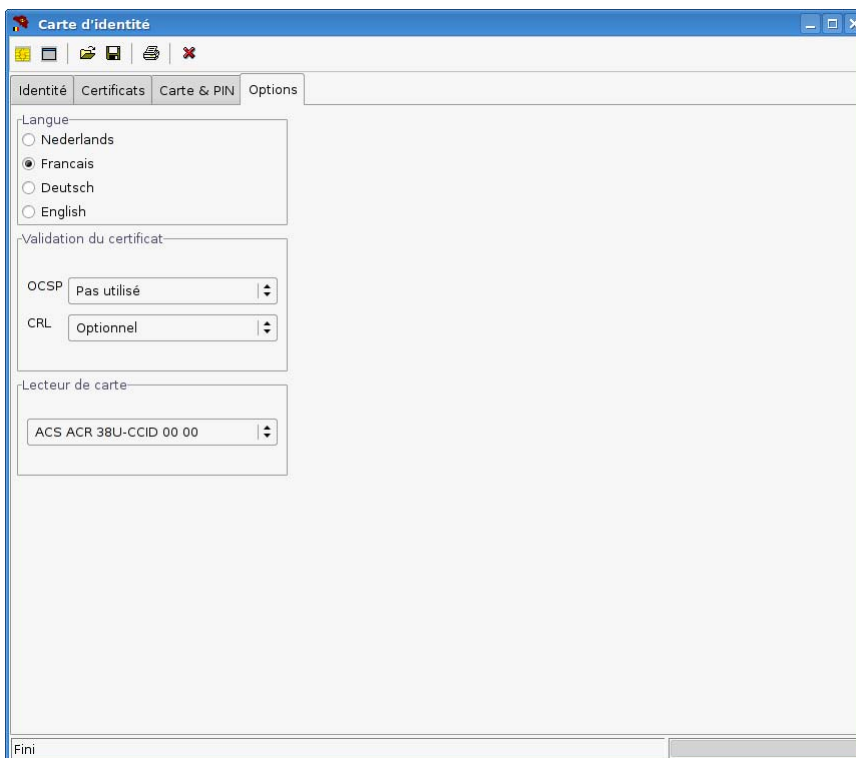 Carte d'identité
Identité Certificats Carte & PIN Options
Langue
Nederlands
Francais
Deutsch
English
Validation du certificat
OCSP Pas utilisé
CRL Optionnel
Lecteur de carte
ACS ACR 38U-CCID 00 00
Fini